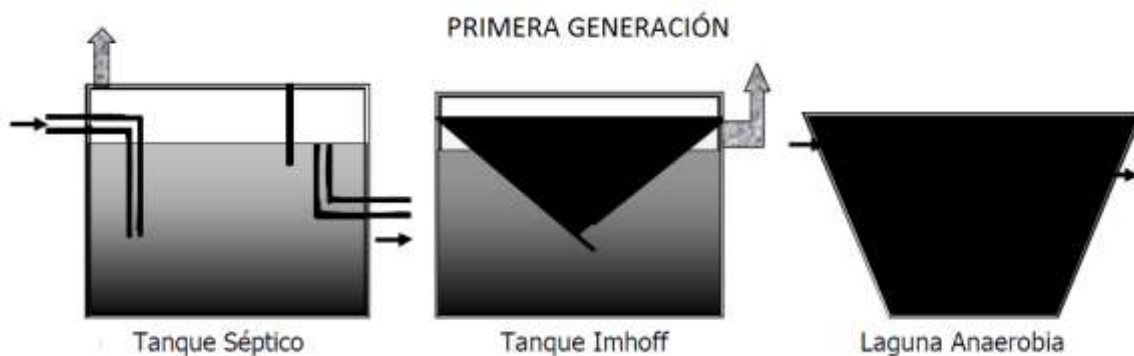 PRIMERA GENERACIÓN
Tanque Séptico
Tanque Imhoff
Laguna Anaerobia